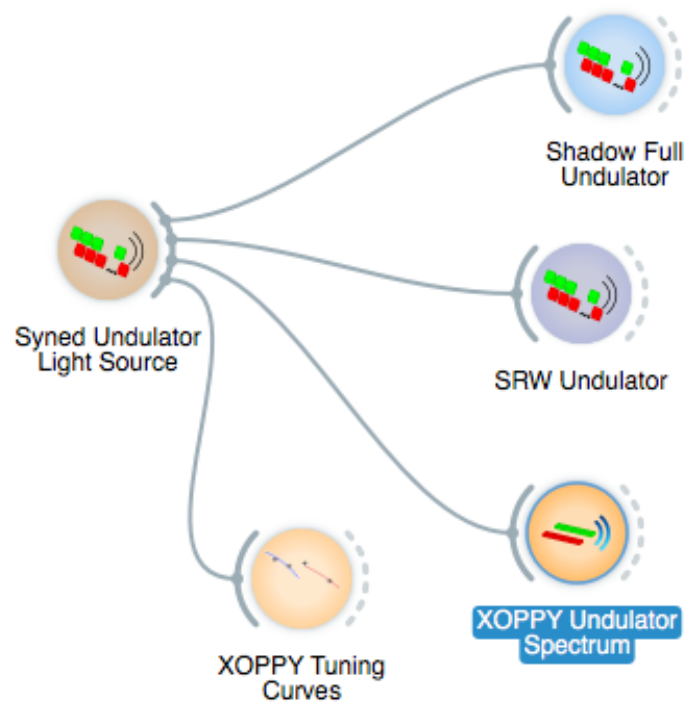 Shadow Full
Undulator
Syned Undulator
Light Source
SRW Undulator
XOPPY Undulator
Spectrum
XOPPY Tuning
Curves